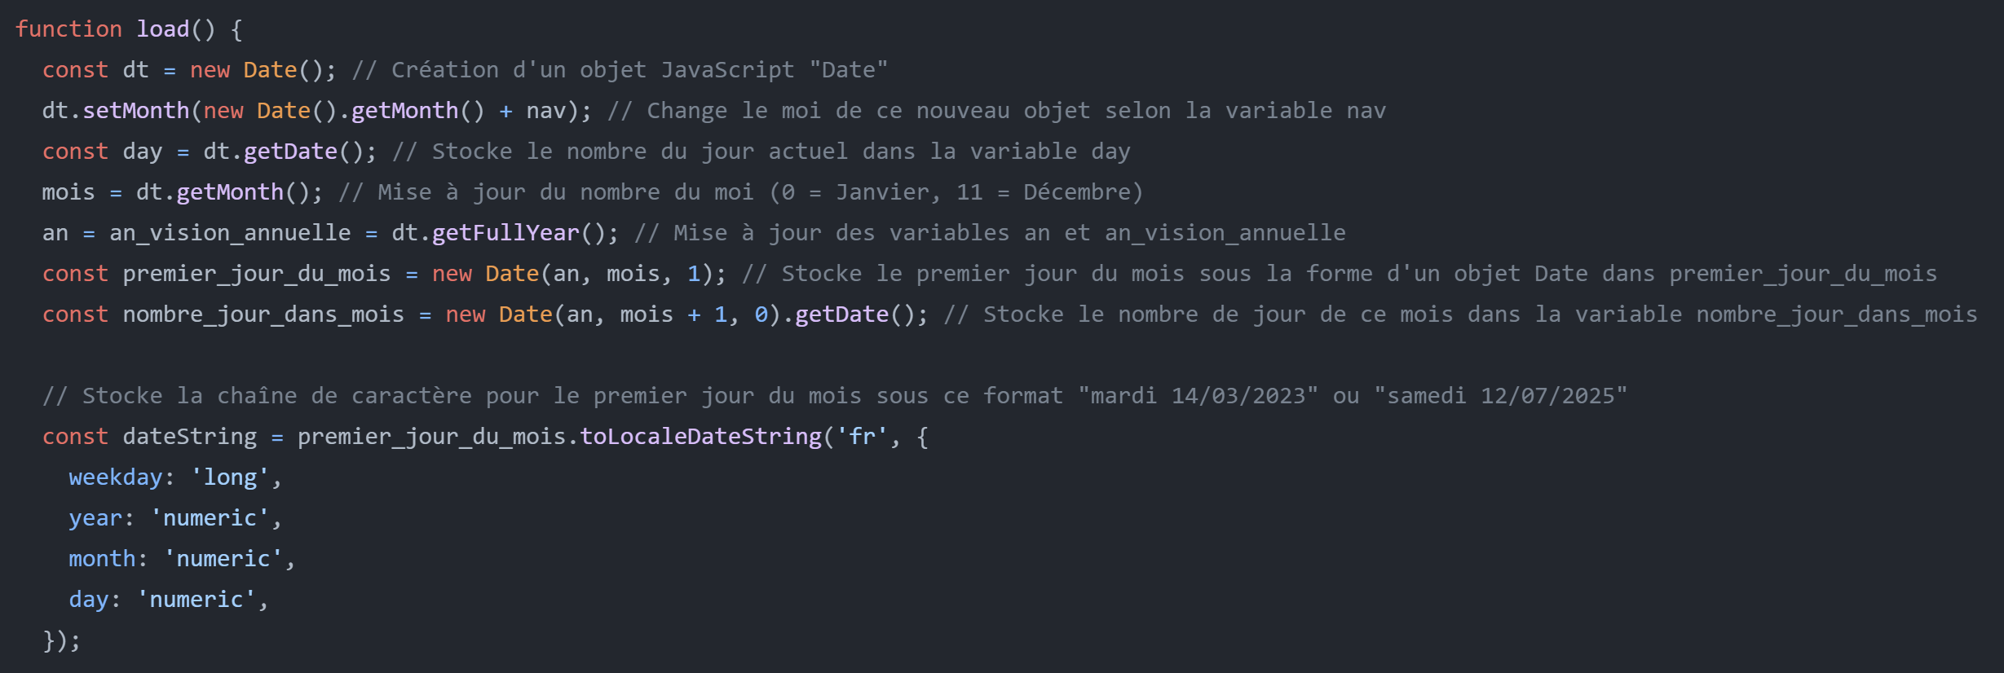 function load() {
  const dt = new Date(); // Création d'un objet JavaScript "Date"
  dt.setMonth(new Date().getMonth() + nav); // Change le moi de ce nouveau objet selon la variable nav
  const day = dt.getDate(); // Stocke le nombre du jour actuel dans la variable day
  mois = dt.getMonth(); // Mise à jour du nombre du moi (0 = Janvier, 11 = Décembre)
  an = an_vision_annuelle = dt.getFullYear(); // Mise à jour des variables an et an_vision_annuelle
  const premier_jour_du_mois = new Date(an, mois, 1); // Stocke le premier jour du mois sous la forme d'un objet Date dans premier_jour_du_mois
  const nombre_jour_dans_mois = new Date(an, mois + 1, 0).getDate(); // Stocke le nombre de jour de ce mois dans la variable nombre_jour_dans_mois

  // Stocke la chaîne de caractère pour le premier jour du mois sous ce format "mardi 14/03/2023" ou "samedi 12/07/2025"
  const dateString = premier_jour_du_mois.toLocaleDateString('fr', {
    weekday: 'long',
    year: 'numeric',
    month: 'numeric',
    day: 'numeric',
  });